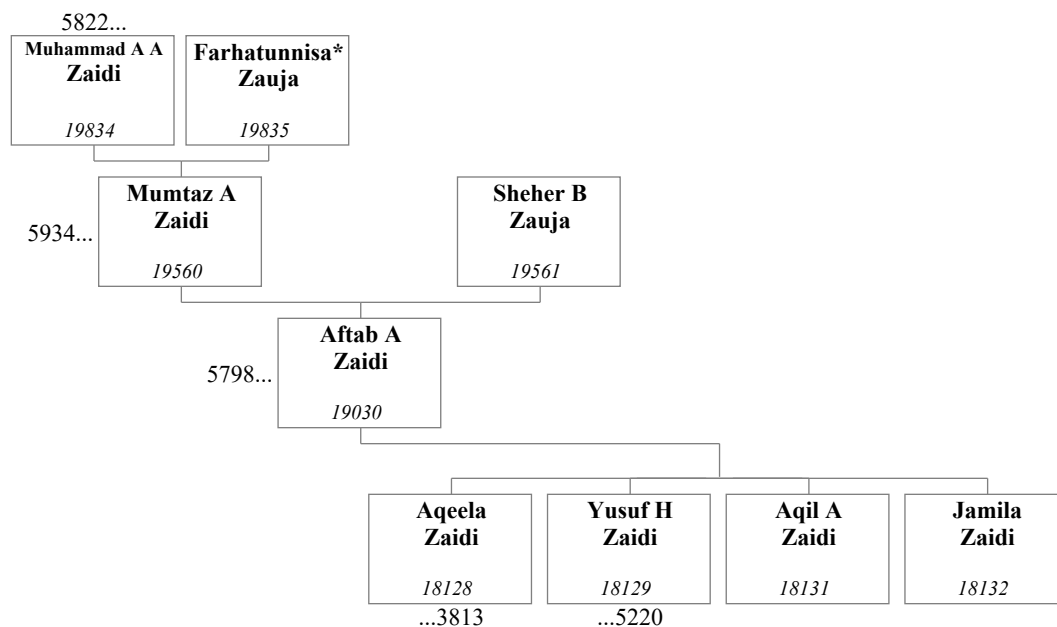 5822...
Muhammad A A
Zaidi
19834
Farhatunnisa*
Zauja
19835
5934...
Mumtaz A
Zaidi
19560
Sheher B
Zauja
19561
5798...
Aftab A
Zaidi
19030
Aqeela
Zaidi
18128
...3813
Yusuf H
Zaidi
18129
...5220
Aqil A
Zaidi
18131
Jamila
Zaidi
18132